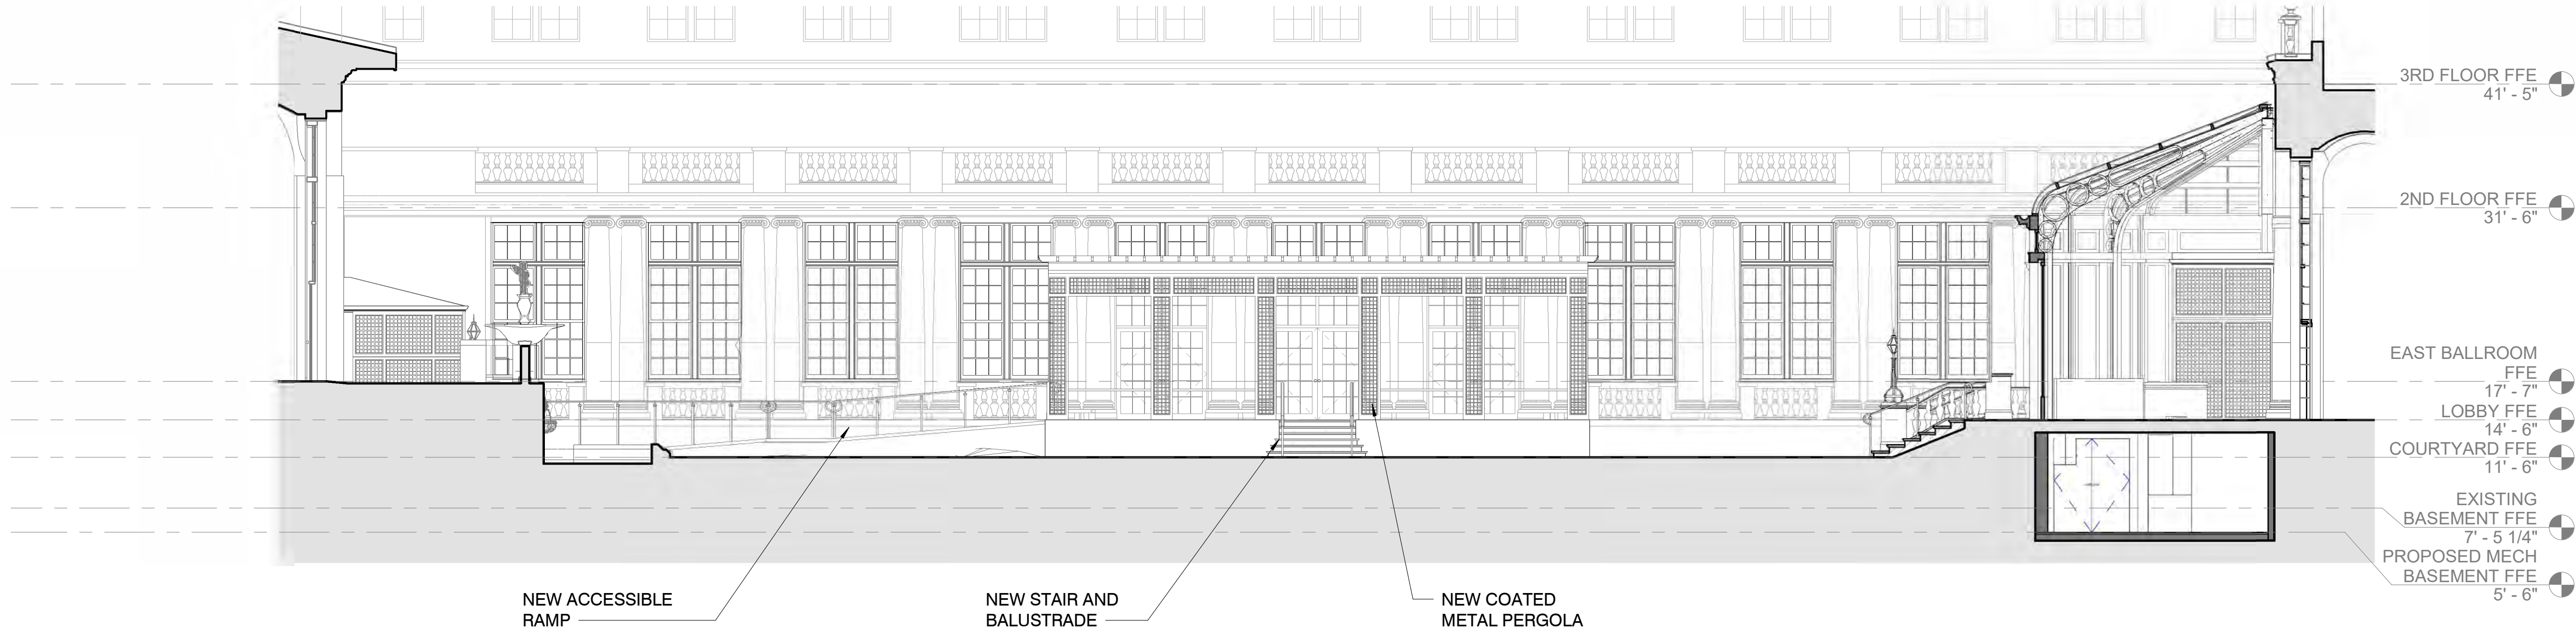 3RD FLOOR FFE
41' - 5"
2ND FLOOR FFE
31' - 6"
EAST BALLROOM
FFE
17' - 7"
LOBBY FFE
14' - 6"
COURTYARD FFE
11' - 6"
EXISTING
BASEMENT FFE
7' - 5 1/4"
PROPOSED MECH
BASEMENT FFE
5' - 6"
NEW ACCESSIBLE
RAMP
NEW STAIR AND
BALUSTRADE
NEW COATED
METAL PERGOLA